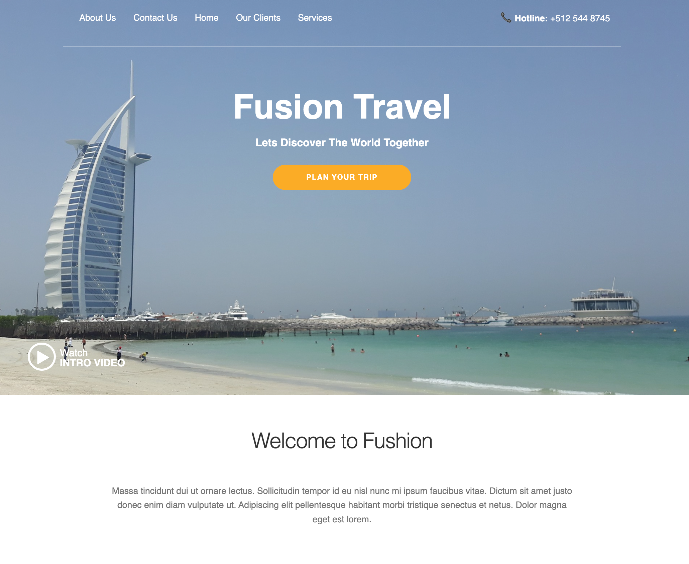 About Us Contact Us Home Our Clients Services Hotline: +512 544 8745
Fusion Travel
Lets Discover The World Together
PLAN YOUR TRIP
Watch
INTRO VIDEO
Welcome to Fushion
Massa tincidunt dui ut ornare lectus. Sollicitudin tempor id eu nisl nunc mi ipsum faucibus vitae. Dictum sit amet justo
donec enim diam vulputate ut. Adipiscing elit pellentesque habitant morbi tristique senectus et netus. Dolor magna
eget est lorem.